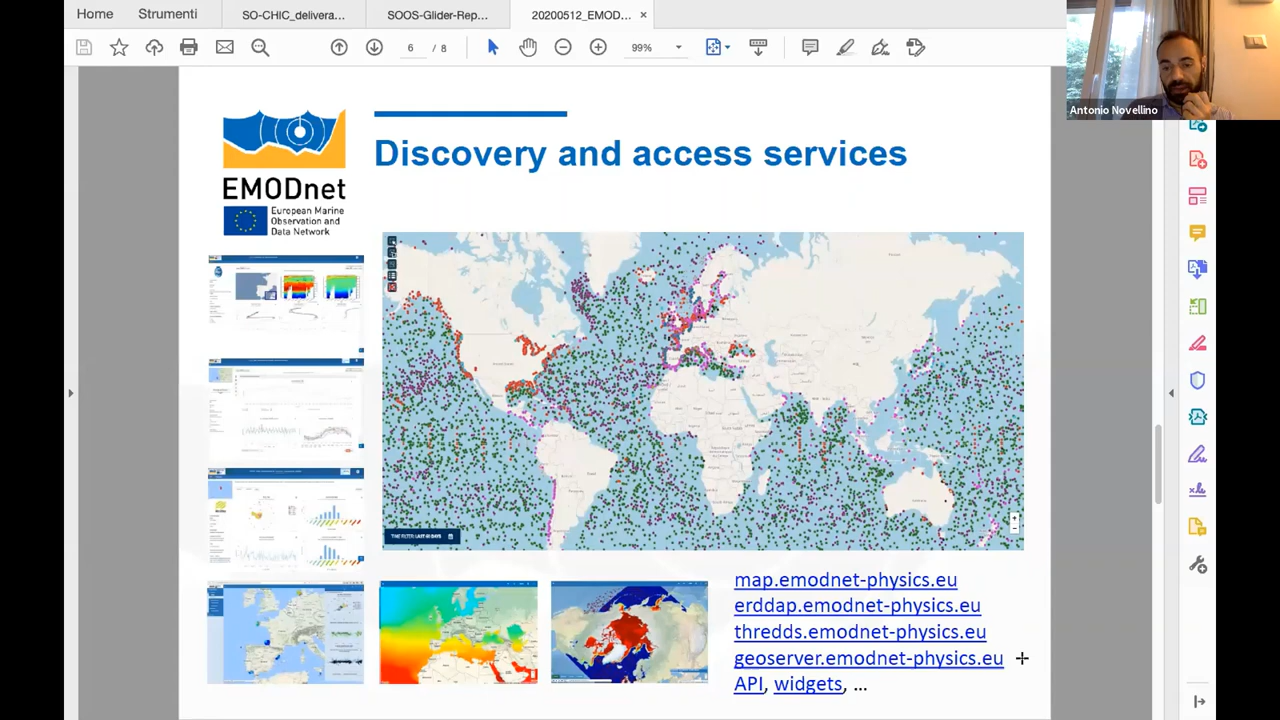 Home
Strumenti
SO-CHIC_delivera...
SOOS-Glider-Rep...
20200512_EMOD...
6 / 8
99%
Antonio Novellino
EMODnet
European Marine
Observation and
Data Network
Discovery and access services
map.emodnet-physics.eu
erddap.emodnet-physics.eu
thredds.emodnet-physics.eu
geoserver.emodnet-physics.eu
API, widgets, ...